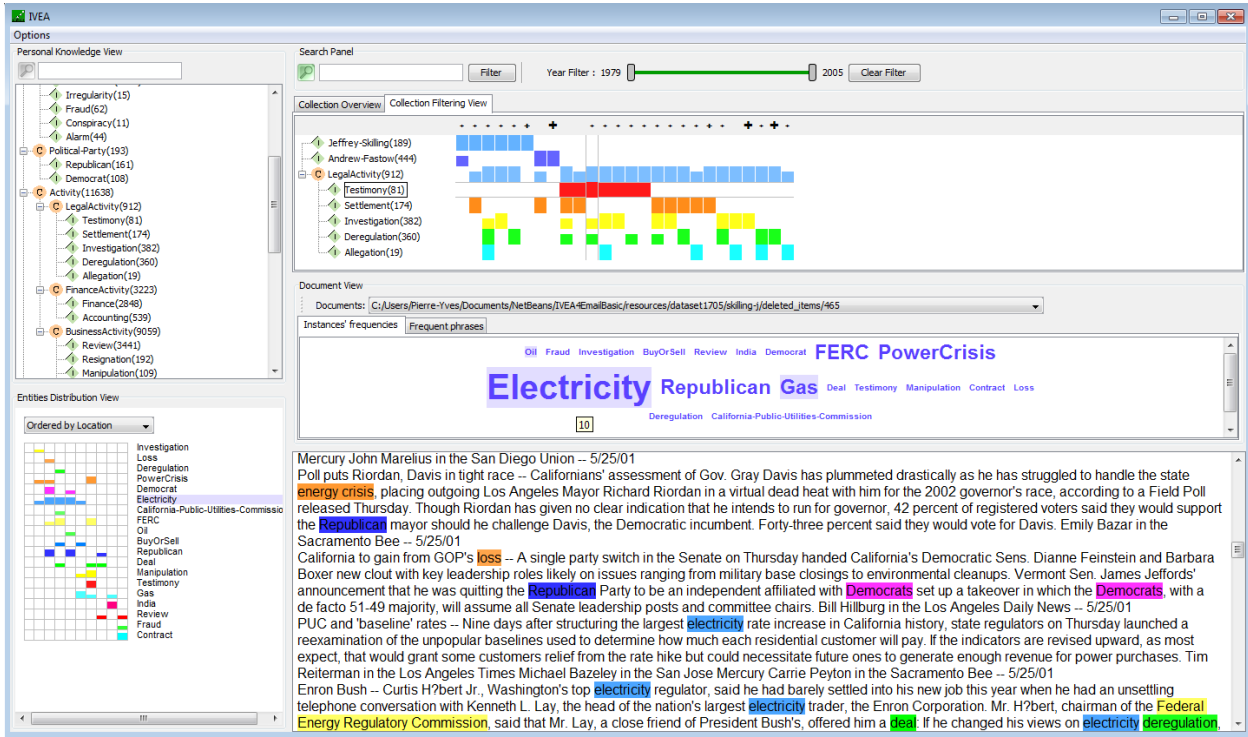 IVEA
Options
Personal Knowledge View
Irregularity(15)
Fraud(62)
Conspiracy(11)
Alarm(44)
C Political-Party(193)
I Republican(161)
I Democrat(108)
C Activity(11638)
C LegalActivity(912)
I Testimony(81)
I Settlement(174)
I Investigation(382)
I Deregulation(360)
I Allegation(19)
C FinanceActivity(3223)
I Finance(2848)
I Accounting(539)
C BusinessActivity(9059)
I Review(3441)
I Resignation(192)
I Manipulation(109)
Entities Distribution View
Ordered by Location
Investigation
Loss
Deregulation
PowerCrisis
Democrat
Electricity
California-Public-Utilities-Commissio
FERC
Oil
BuyOrSell
Republican
Deal
Manipulation
Testimony
Gas
India
Review
Fraud
Contract
Search Panel
Filter Year Filter : 1979 2005 Clear Filter
Collection Overview Collection Filtering View
I Jeffrey-Skilling(189)
I Andrew-Fastow(444)
C LegalActivity(912)
I Testimony(81)
I Settlement(174)
I Investigation(382)
I Deregulation(360)
I Allegation(19)
Document View
Documents: C:/Users/Pierre-Yves/Documents/NetBeans/IVEA4EmailBasic/resources/dataset1705/skilling-j/deleted_items/465
Instances' frequencies Frequent phrases
Oil Fraud Investigation BuyOrSell Review India Democrat FERC PowerCrisis
Electricity Republican Gas Deal Testimony Manipulation Contract Loss
Deregulation California-Public-Utilities-Commission
10
Mercury John Marelius in the San Diego Union -- 5/25/01
Poll puts Riordan, Davis in tight race -- Californians' assessment of Gov. Gray Davis has plummeted drastically as he has struggled to handle the state
energy crisis, placing outgoing Los Angeles Mayor Richard Riordan in a virtual dead heat with him for the 2002 governor's race, according to a Field Poll
released Thursday. Though Riordan has given no clear indication that he intends to run for governor, 42 percent of registered voters said they would support
the Republican mayor should he challenge Davis, the Democratic incumbent. Forty-three percent said they would vote for Davis. Emily Bazar in the
Sacramento Bee -- 5/25/01
California to gain from GOP's loss -- A single party switch in the Senate on Thursday handed California's Democratic Sens. Dianne Feinstein and Barbara
Boxer new clout with key leadership roles likely on issues ranging from military base closings to environmental cleanups. Vermont Sen. James Jeffords'
announcement that he was quitting the Republican Party to be an independent affiliated with Democrats set up a takeover in which the Democrats, with a
de facto 51-49 majority, will assume all Senate leadership posts and committee chairs. Bill Hillburg in the Los Angeles Daily News -- 5/25/01
PUC and 'baseline' rates -- Nine days after structuring the largest electricity rate increase in California history, state regulators on Thursday launched a
reexamination of the unpopular baselines used to determine how much each residential customer will pay. If the indicators are revised upward, as most
expect, that would grant some customers relief from the rate hike but could necessitate future ones to generate enough revenue for power purchases. Tim
Reiterman in the Los Angeles Times Michael Bazeley in the San Jose Mercury Carrie Peyton in the Sacramento Bee -- 5/25/01
Enron Bush -- Curtis H?bert Jr., Washington's top electricity regulator, said he had barely settled into his new job this year when he had an unsettling
telephone conversation with Kenneth L. Lay, the head of the nation's largest electricity trader, the Enron Corporation. Mr. H?bert, chairman of the Federal
Energy Regulatory Commission, said that Mr. Lay, a close friend of President Bush's, offered him a deal: If he changed his views on electricity deregulation,